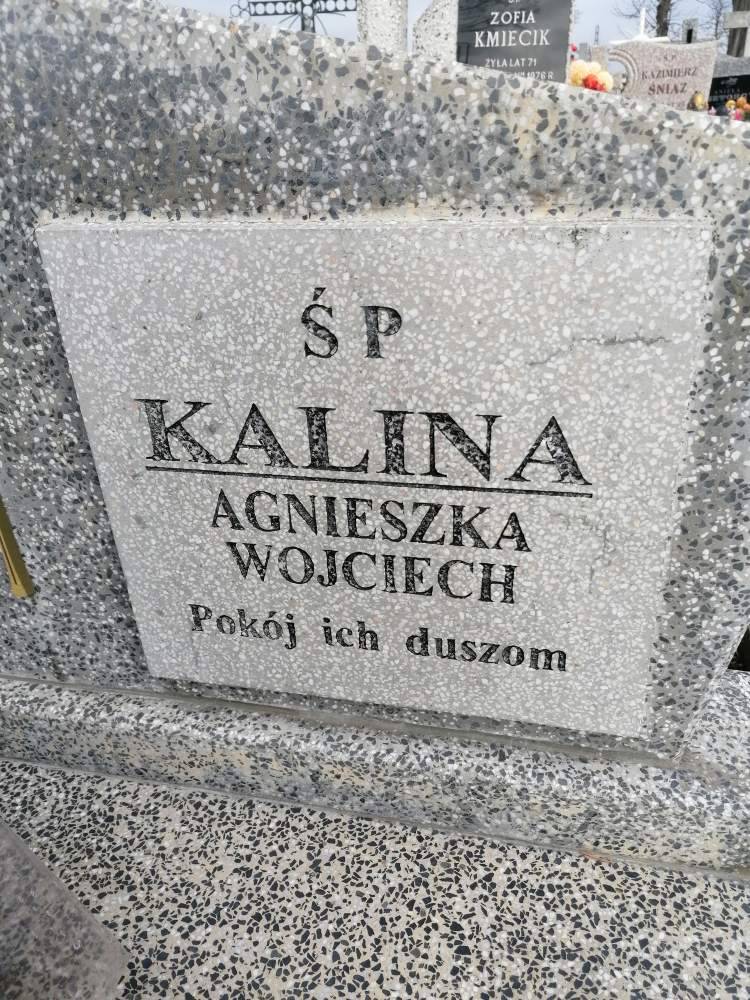 ZOFIA
KMIECIK
ŻYŁA LAT 71
KAZIMIERZ
ŚNIAZ
Ś P
KALINA
AGNIESZKA
WOJCIECH
Pokój ich duszom